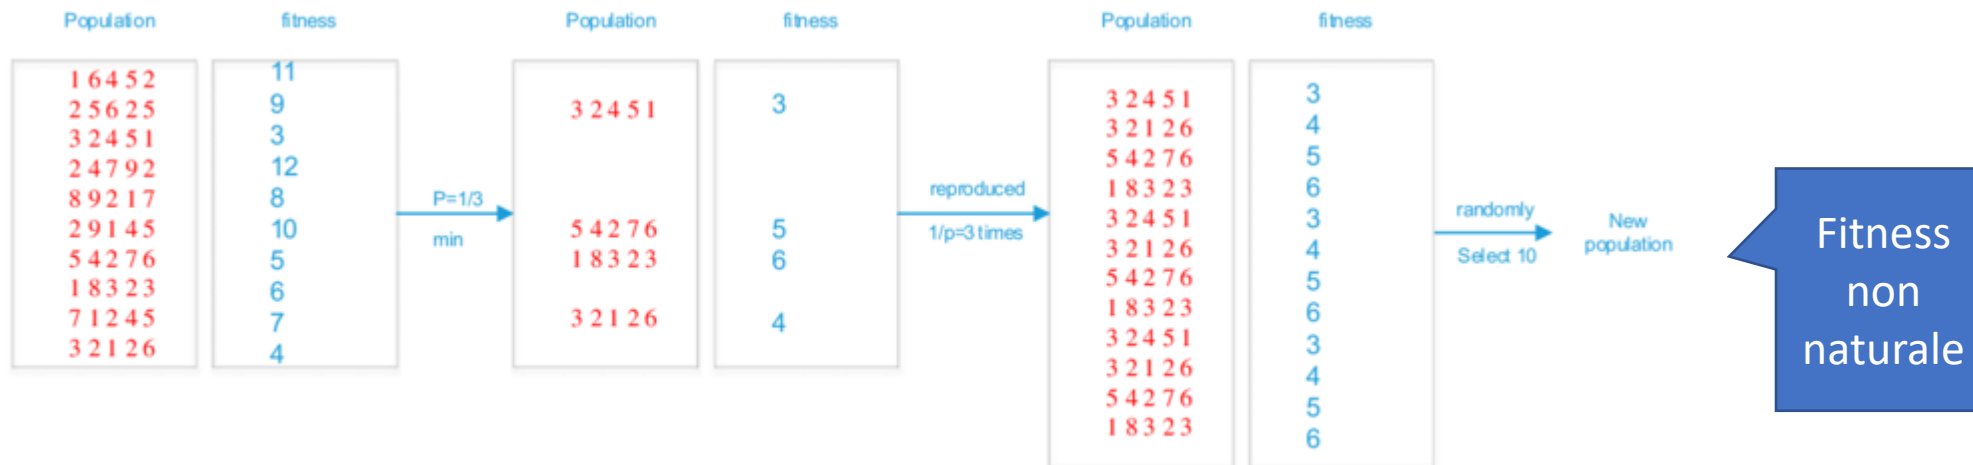 Population fitness Population fitness Population fitness
1 6 4 5 2 11
2 5 6 2 5 9
3 2 4 5 1 3
2 4 7 9 2 12
8 9 2 1 7 8
2 9 1 4 5 10
5 4 2 7 6 5
1 8 3 2 3 6
7 1 2 4 5 7
3 2 1 2 6 4
P=1/3
min
3 2 4 5 1 3
5 4 2 7 6 5
1 8 3 2 3 6
3 2 1 2 6 4
reproduced
1/p=3 times
3 2 4 5 1 3
3 2 1 2 6 4
5 4 2 7 6 5
1 8 3 2 3 6
3 2 4 5 1 3
3 2 1 2 6 4
5 4 2 7 6 5
1 8 3 2 3 6
3 2 4 5 1 3
3 2 1 2 6 4
5 4 2 7 6 5
1 8 3 2 3 6
randomly
Select 10
New
population
Fitness
non
naturale